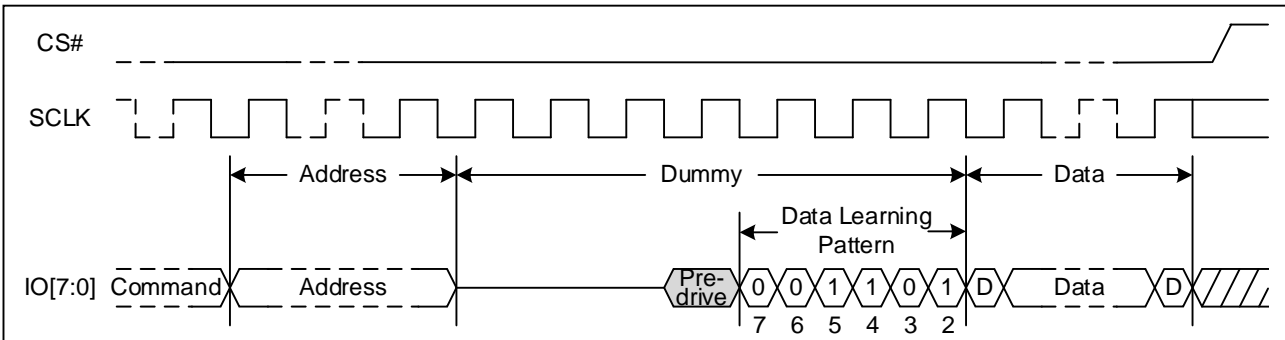 CS#
SCLK
Address Dummy Data
Data Learning
Pattern
IO[7:0] Command Address Pre-
drive 0 0 1 1 0 1 D Data D
7 6 5 4 3 2